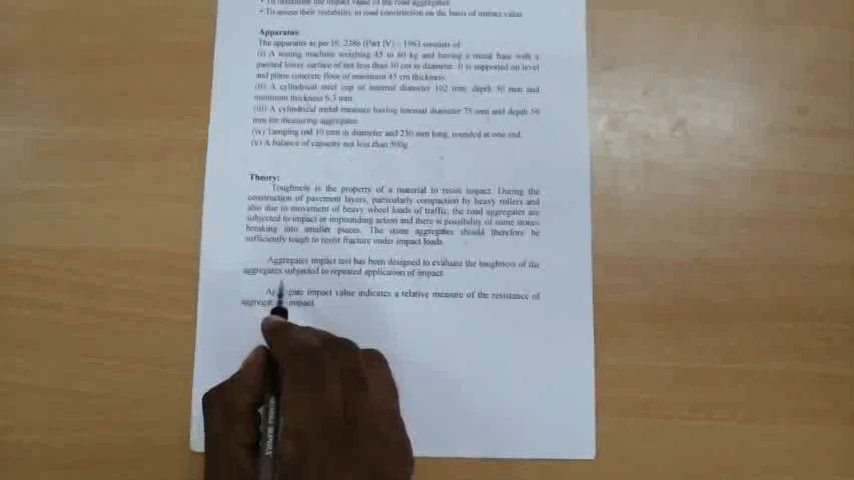 • To determine the impact value of the road aggregates
• To assess their suitability in road construction on the basis of impact value
Apparatus:
The apparatus as per IS: 2386 (Part IV) – 1963 consists of:
(i) A testing machine weighing 45 to 60 kg and having a metal base with a
painted lower surface of not less than 30 cm in diameter. It is supported on level
and plane concrete floor of minimum 45 cm thickness.
(ii) A cylindrical steel cup of internal diameter 102 mm, depth 50 mm and
minimum thickness 6.3 mm.
(iii) A cylindrical metal measure having internal diameter 75 mm and depth 50
mm for measuring aggregates.
(iv) Tamping rod 10 mm in diameter and 230 mm long, rounded at one end.
(v) A balance of capacity not less than 500g
Theory:
Toughness is the property of a material to resist impact. During the
construction of pavement layers, particularly compaction by heavy rollers and
also due to movement of heavy wheel loads of traffic, the road aggregates are
subjected to impact or impounding action and there is possibility of some stones
breaking into smaller pieces. The stone aggregates should therefore be
sufficiently tough to resist fracture under impact loads.
Aggregates impact test has been designed to evaluate the toughness of the
aggregates subjected to repeated application of impact
impact value indicates a relative measure of the resistance of
impact